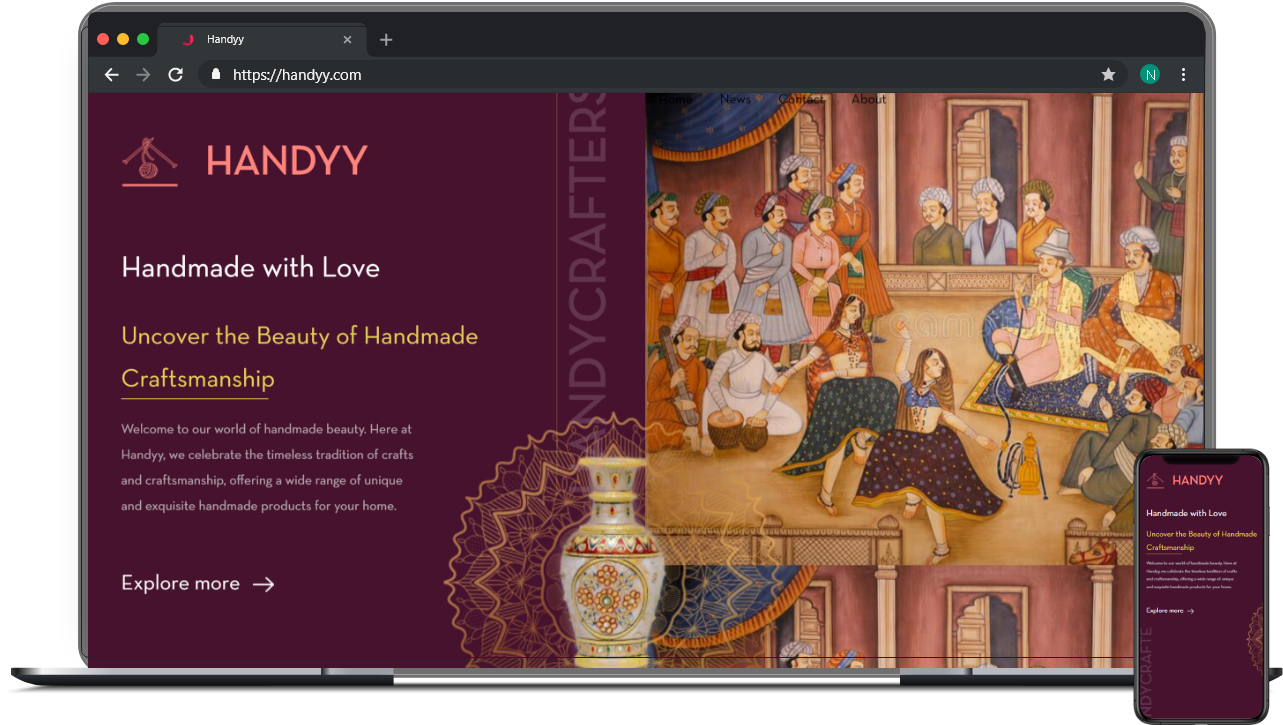 Handyy
https://handyy.com
N
Home News Contact About
HANDYY
HANDYCRAFTERS
Handmade with Love
Uncover the Beauty of Handmade
Craftsmanship
Welcome to our world of handmade beauty. Here at
Handyy, we celebrate the timeless tradition of crafts
and craftsmanship, offering a wide range of unique
and exquisite handmade products for your home.
Explore more
HANDYY
Handmade with Love
Uncover the Beauty of Handmade
Craftsmanship
Welcome to our world of handmade beauty. Here at
Handyy, we celebrate the timeless tradition of crafts
and craftsmanship, offering a wide range of unique
and exquisite handmade products for your home.
Explore more
NDYCRAFTE